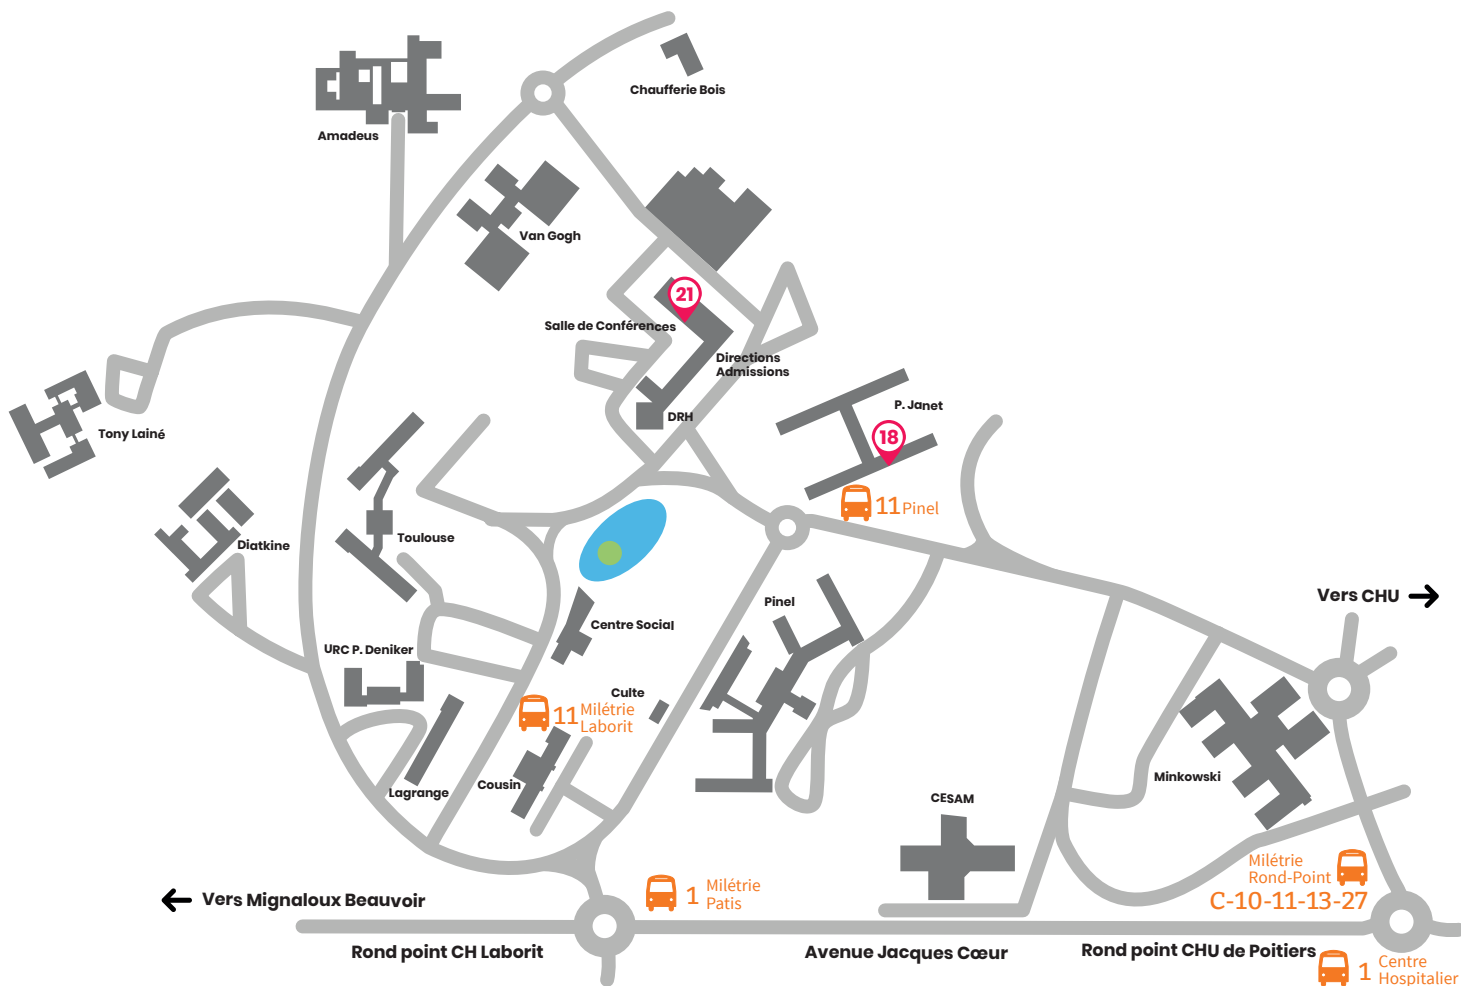 Chaufferie Bois
Amadeus
Van Gogh
21
Salle de Conférences
Directions
Admissions
DRH
P. Janet
18
Tony Lainé
11 Pinel
Diatkine
Toulouse
Vers CHU
Pinel
Centre Social
URC P. Deniker
Culte
11 Milétrie
Laborit
Minkowski
Cousin
Lagrange
CESAM
Milétrie
Rond-Point
C-10-11-13-27
1 Milétrie
Patis
Vers Mignaloux Beauvoir
Rond point CH Laborit
Avenue Jacques Cœur
Rond point CHU de Poitiers
1 Centre
Hospitalier